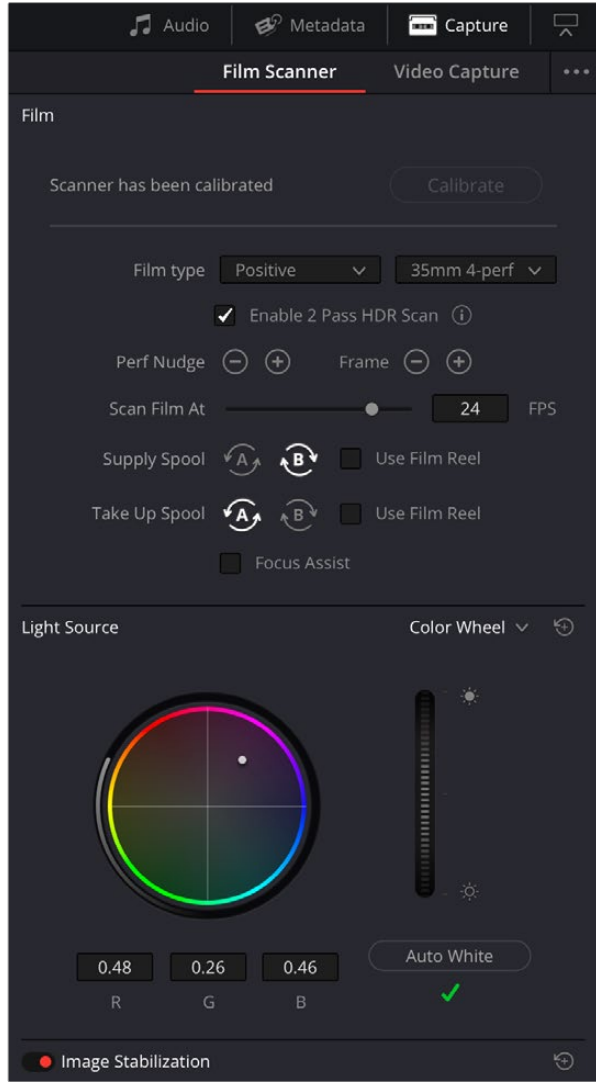 Audio Metadata Capture
Film Scanner Video Capture
Film
Scanner has been calibrated Calibrate
Film type Positive 35mm 4-perf
Enable 2 Pass HDR Scan
Perf Nudge Frame
Scan Film At 24 FPS
Supply Spool A B Use Film Reel
Take Up Spool A B Use Film Reel
Focus Assist
Light Source Color Wheel
0.48 0.26 0.46 Auto White
R G B
Image Stabilization